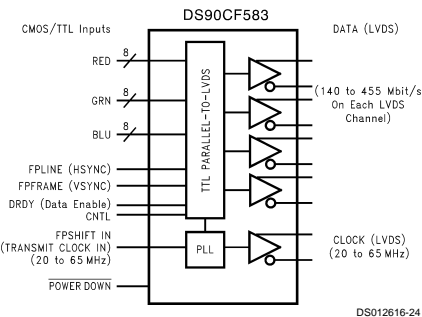 DS90CF583
CMOS/TTL Inputs
DATA (LVDS)
RED
8
GRN
8
BLU
8
TTL PARALLEL-TO-LVDS
(140 to 455 Mbit/s
On Each LVDS
Channel)
FPLINE (HSYNC)
FPFRAME (VSYNC)
DRDY (Data Enable)
CNTL
FPSHIFT IN
(TRANSMIT CLOCK IN)
(20 to 65 MHz)
PLL
CLOCK (LVDS)
(20 to 65 MHz)
POWER DOWN
DS012616-24